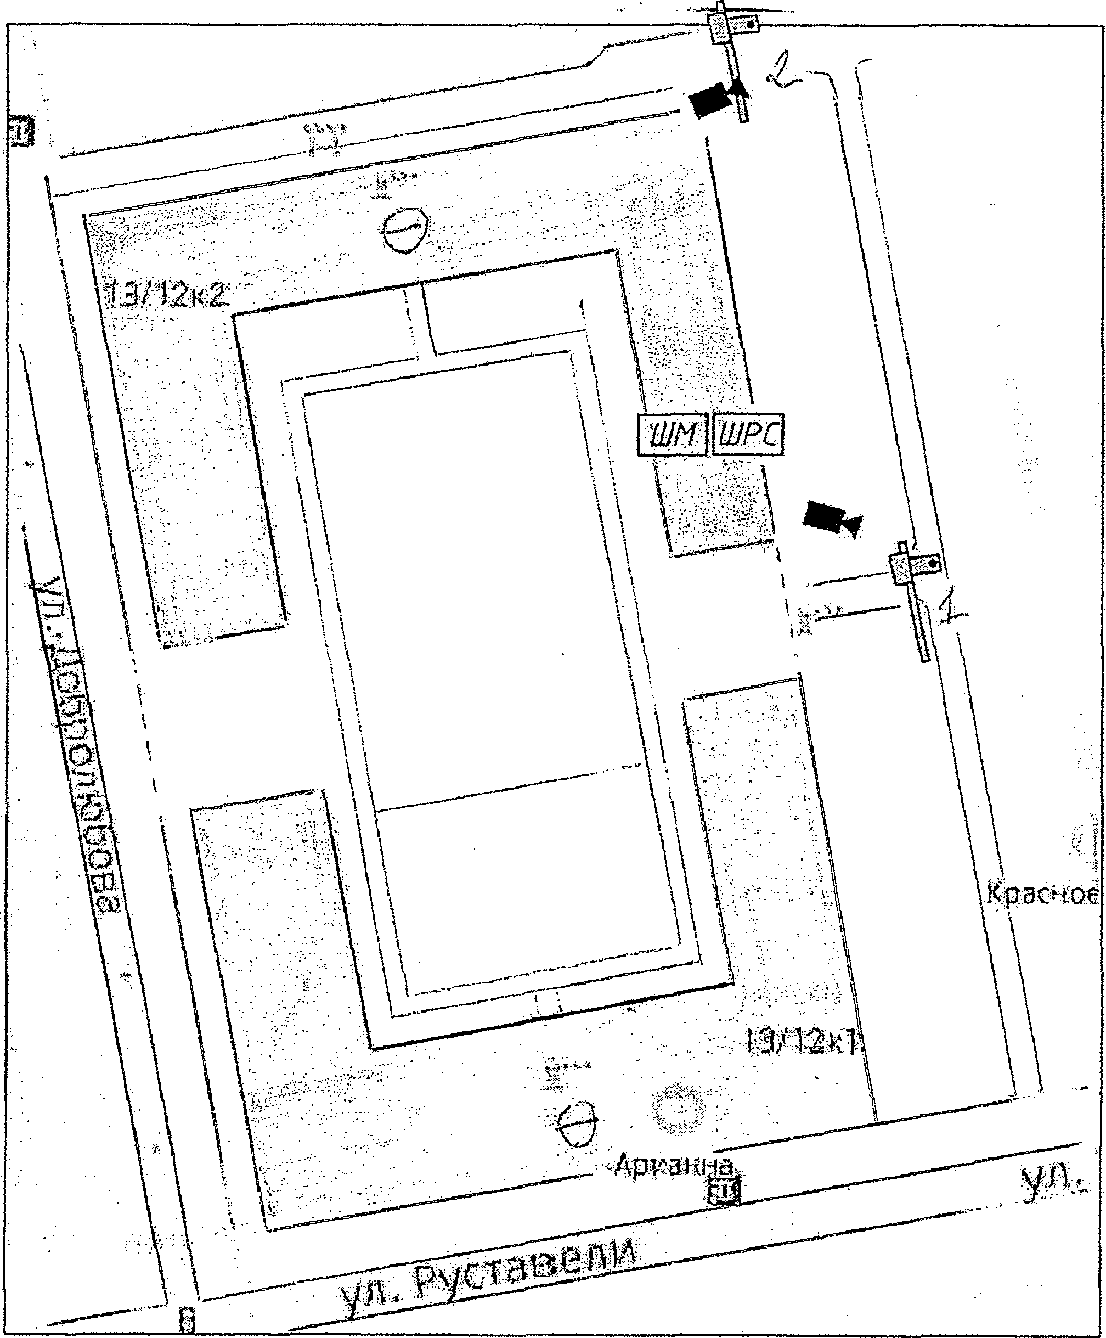 2
13/12к2
ШМ ШРС
1
ул. Добролюбова
Красное
13/12к1
Арканна
ул.
ул. Руставели